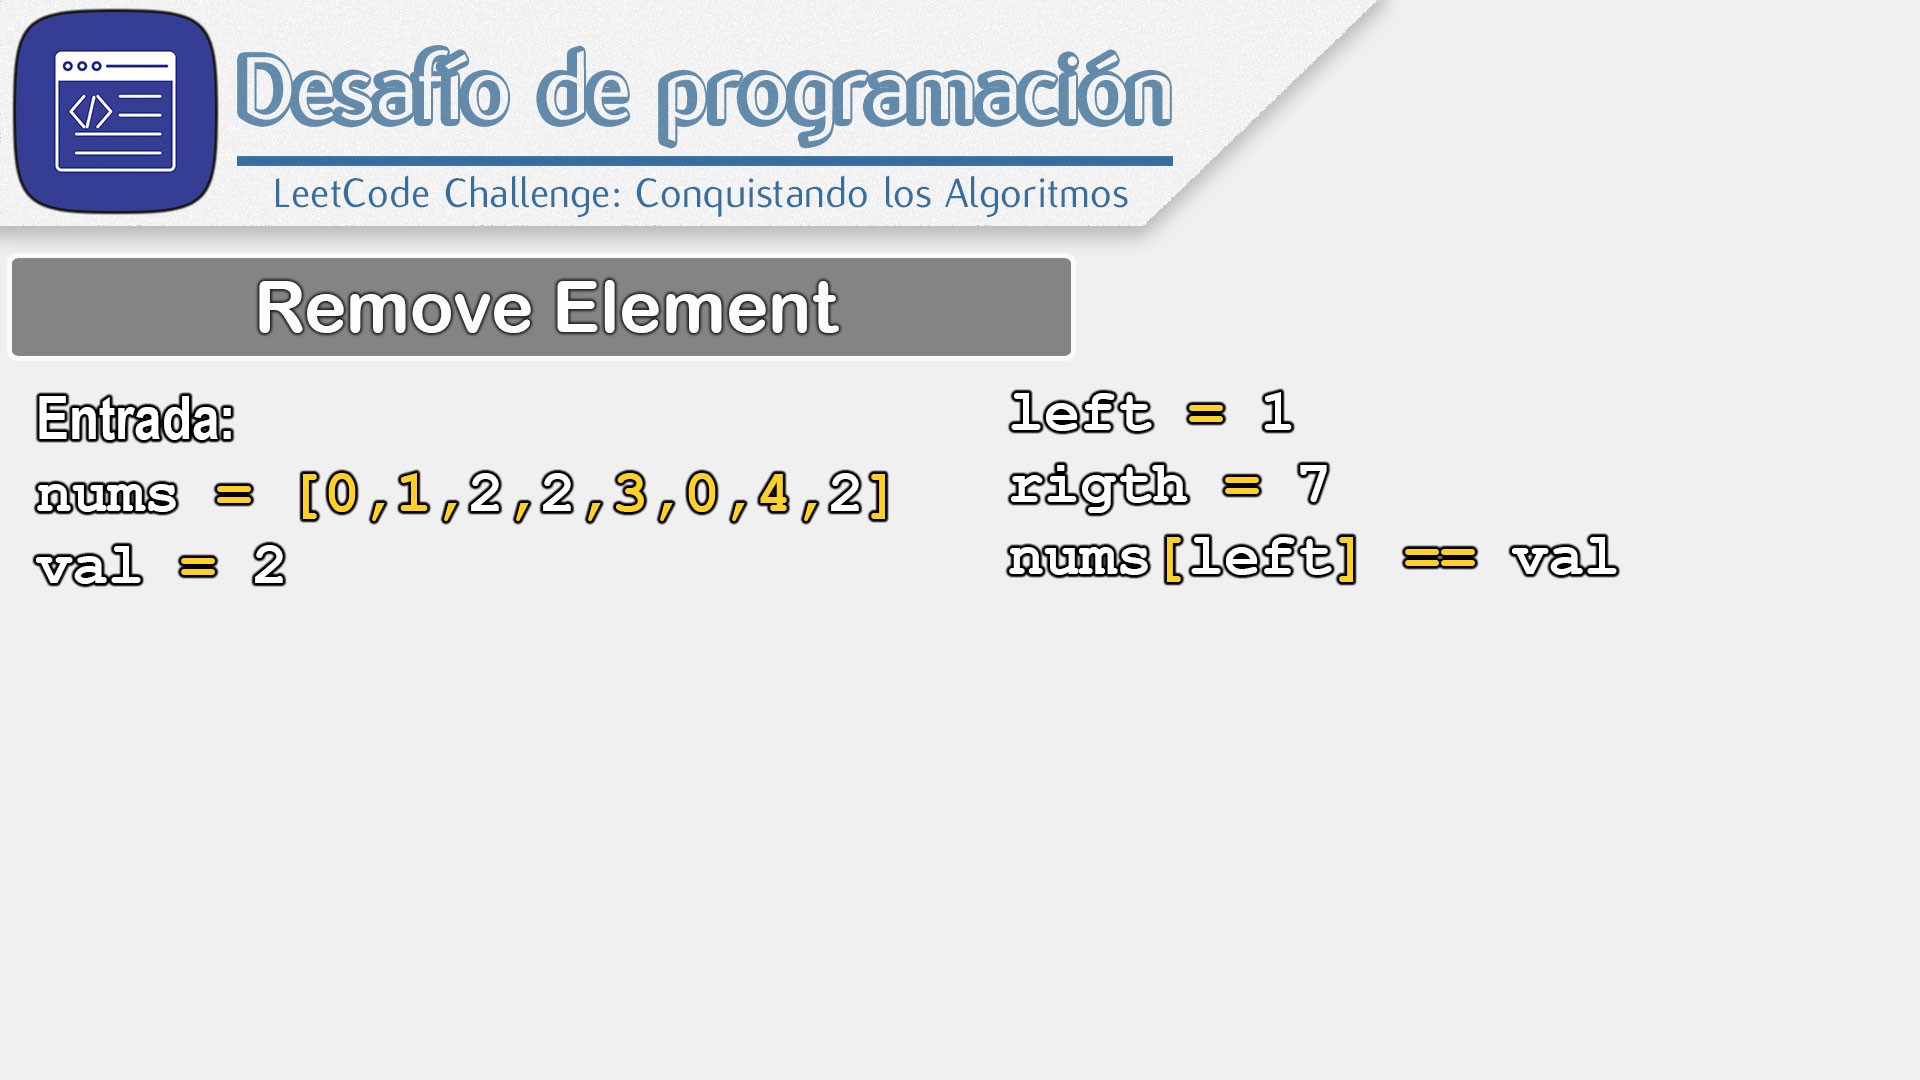 Desafío de programación
LeetCode Challenge: Conquistando los Algoritmos
Remove Element
Entrada:
nums = [0,1,2,2,3,0,4,2]
val = 2
left = 1
rigth = 7
nums[left] == val